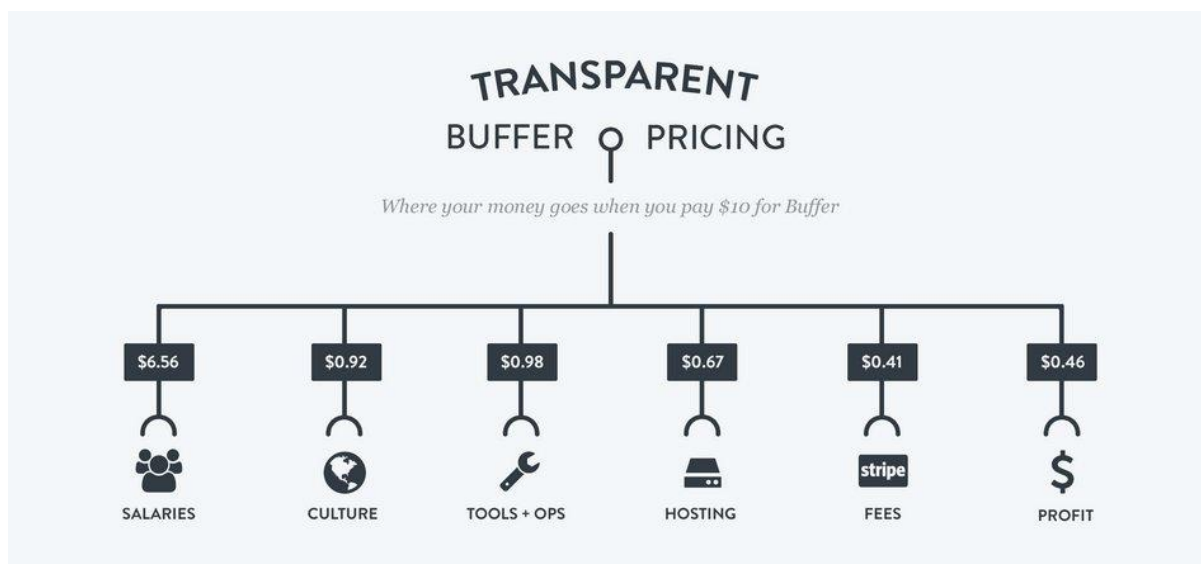 TRANSPARENT
BUFFER PRICING
Where your money goes when you pay $10 for Buffer
$6.56 $0.92 $0.98 $0.67 $0.41 $0.46
stripe
SALARIES CULTURE TOOLS + OPS HOSTING FEES PROFIT